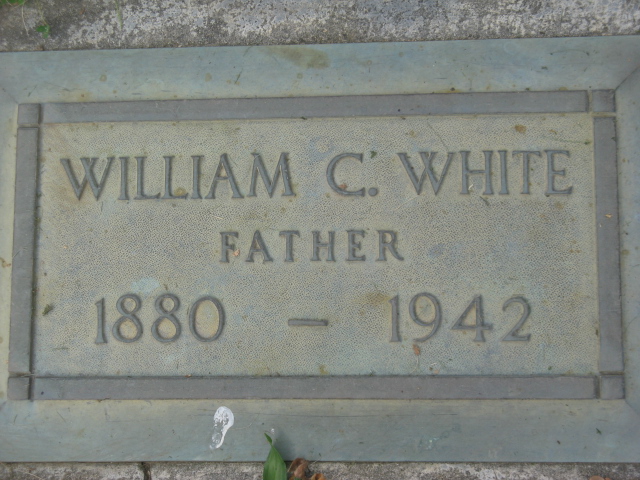 WILLIAM C. WHITE
FATHER
1880 – 1942